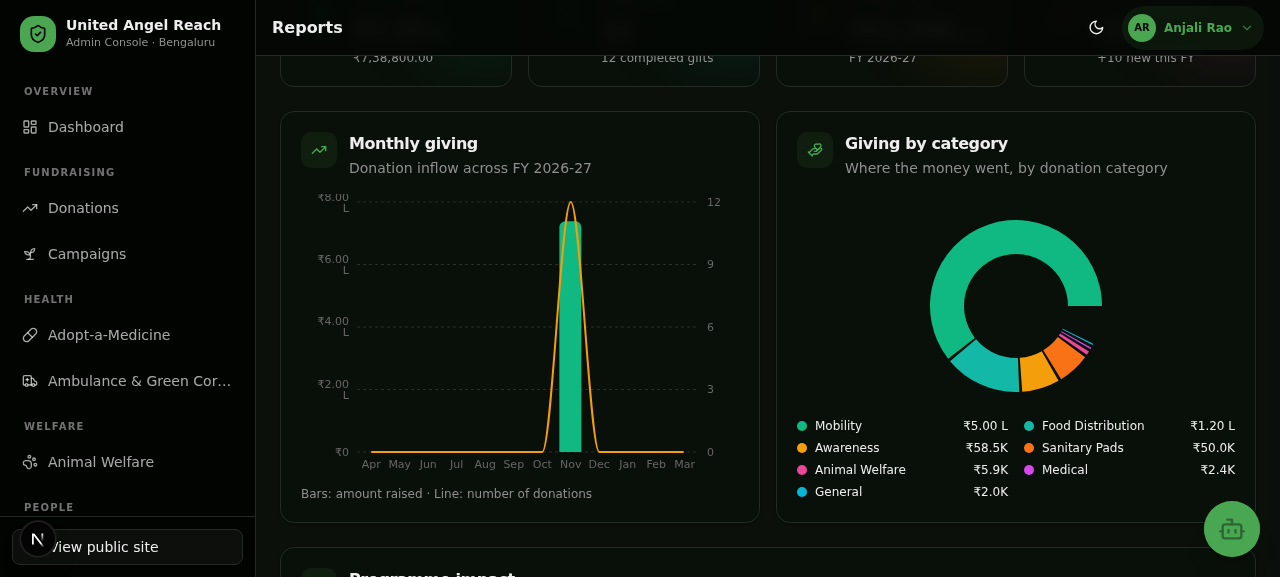 United Angel Reach
Admin Console · Bengaluru
OVERVIEW
Dashboard
FUNDRAISING
Donations
Campaigns
HEALTH
Adopt-a-Medicine
Ambulance & Green Cor...
WELFARE
Animal Welfare
PEOPLE
View public site
N
Reports
AR
Anjali Rao
₹7,38,800.00
12 completed gifts
FY 2026-27
+10 new this FY
Monthly giving
Donation inflow across FY 2026-27
₹8.00
L
₹6.00
L
₹4.00
L
₹2.00
L
₹0
12
9
6
3
0
Apr May Jun Jul Aug Sep Oct Nov Dec Jan Feb Mar
Bars: amount raised · Line: number of donations
Giving by category
Where the money went, by donation category
Mobility ₹5.00 L
Food Distribution ₹1.20 L
Awareness ₹58.5K
Sanitary Pads ₹50.0K
Animal Welfare ₹5.9K
Medical ₹2.4K
General ₹2.0K
Programme impact